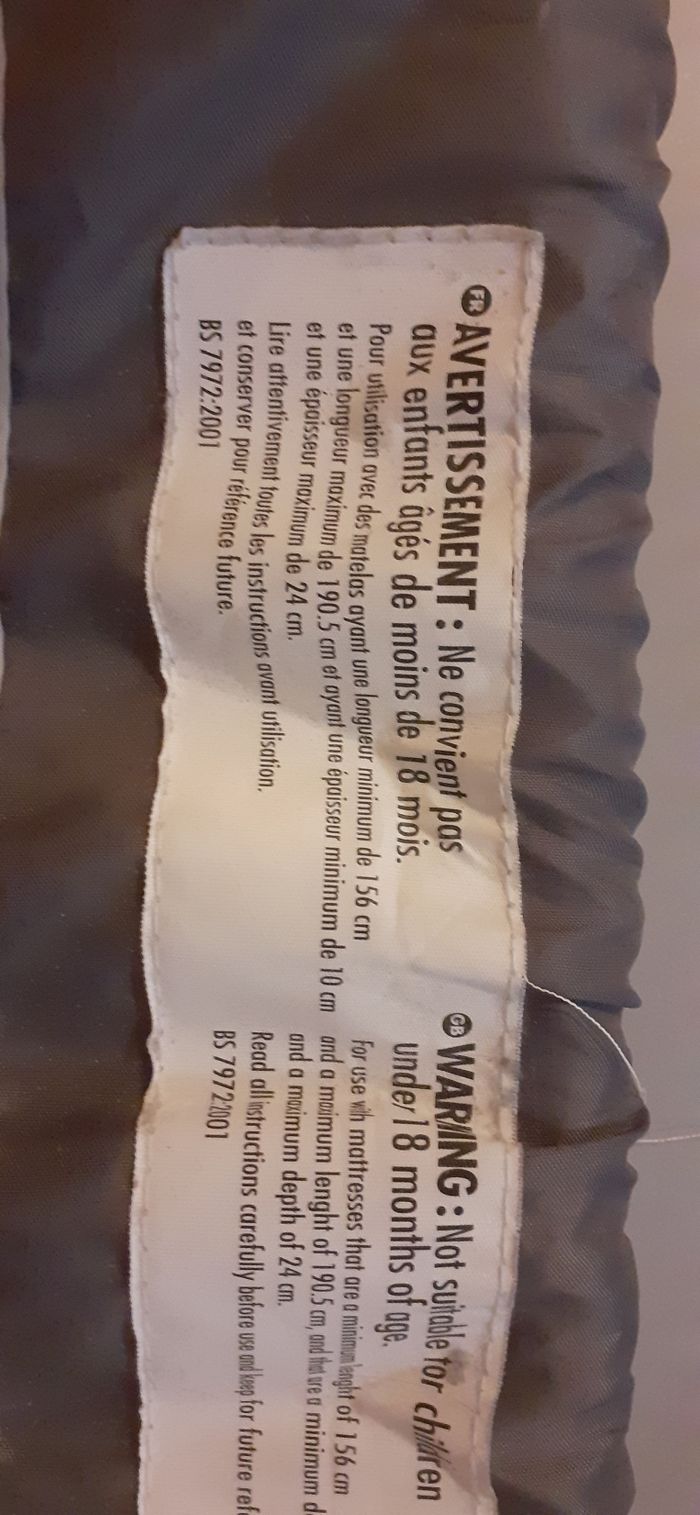 FR AVERTISSEMENT : Ne convient pas
aux enfants âgés de moins de 18 mois.
Pour utilisation avec des matelas ayant une longueur minimum de 156 cm
et une longueur maximum de 190.5 cm et ayant une épaisseur minimum de 10 cm
et une épaisseur maximum de 24 cm.
Lire attentivement toutes les instructions avant utilisation.
et conserver pour référence future.
BS 7972:2001
GB WARNING : Not suitable for children
under 18 months of age.
For use with mattresses that are a minimum lenght of 156 cm
and a maximum lenght of 190.5 cm, and that are a minimum
and a maximum depth of 24 cm.
Read all instructions carefully before use and keep for future
BS 7972:2001